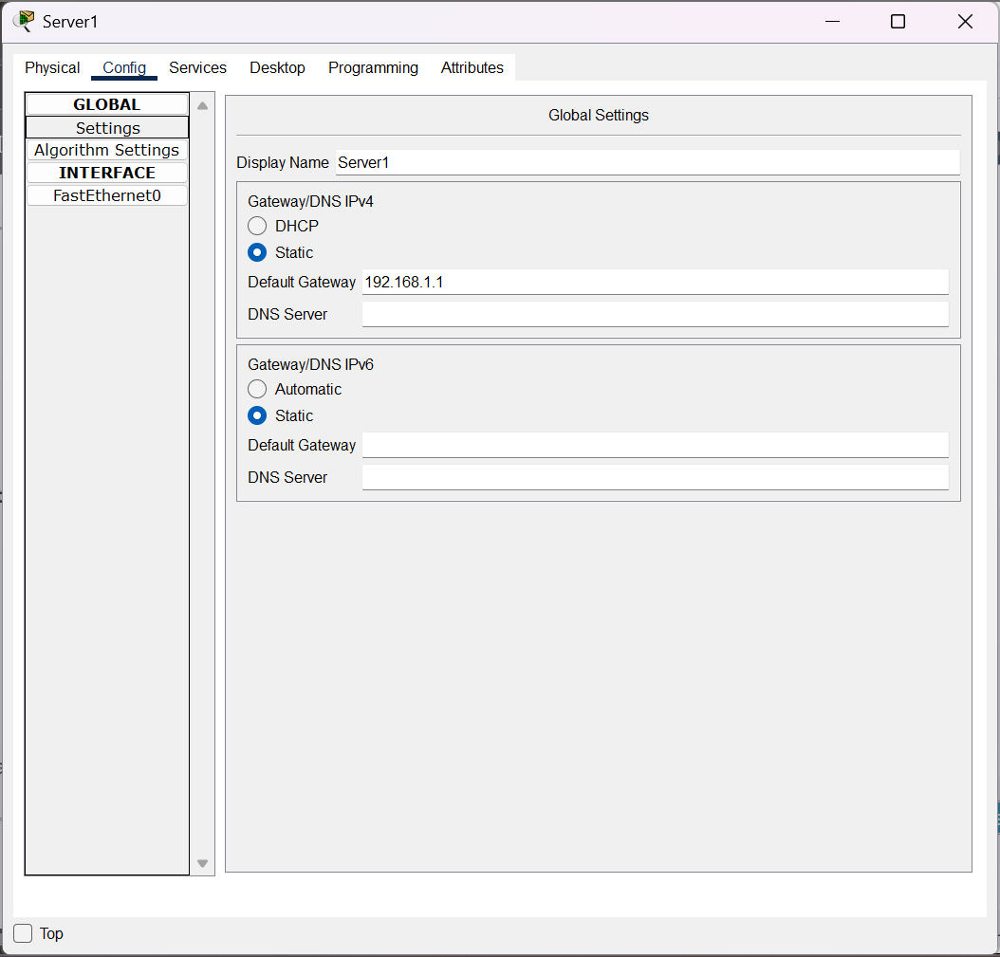 Server1
Physical Config Services Desktop Programming Attributes
GLOBAL
Settings
Algorithm Settings
INTERFACE
FastEthernet0
Global Settings
Display Name Server1
Gateway/DNS IPv4
DHCP
Static
Default Gateway 192.168.1.1
DNS Server
Gateway/DNS IPv6
Automatic
Static
Default Gateway
DNS Server
Top